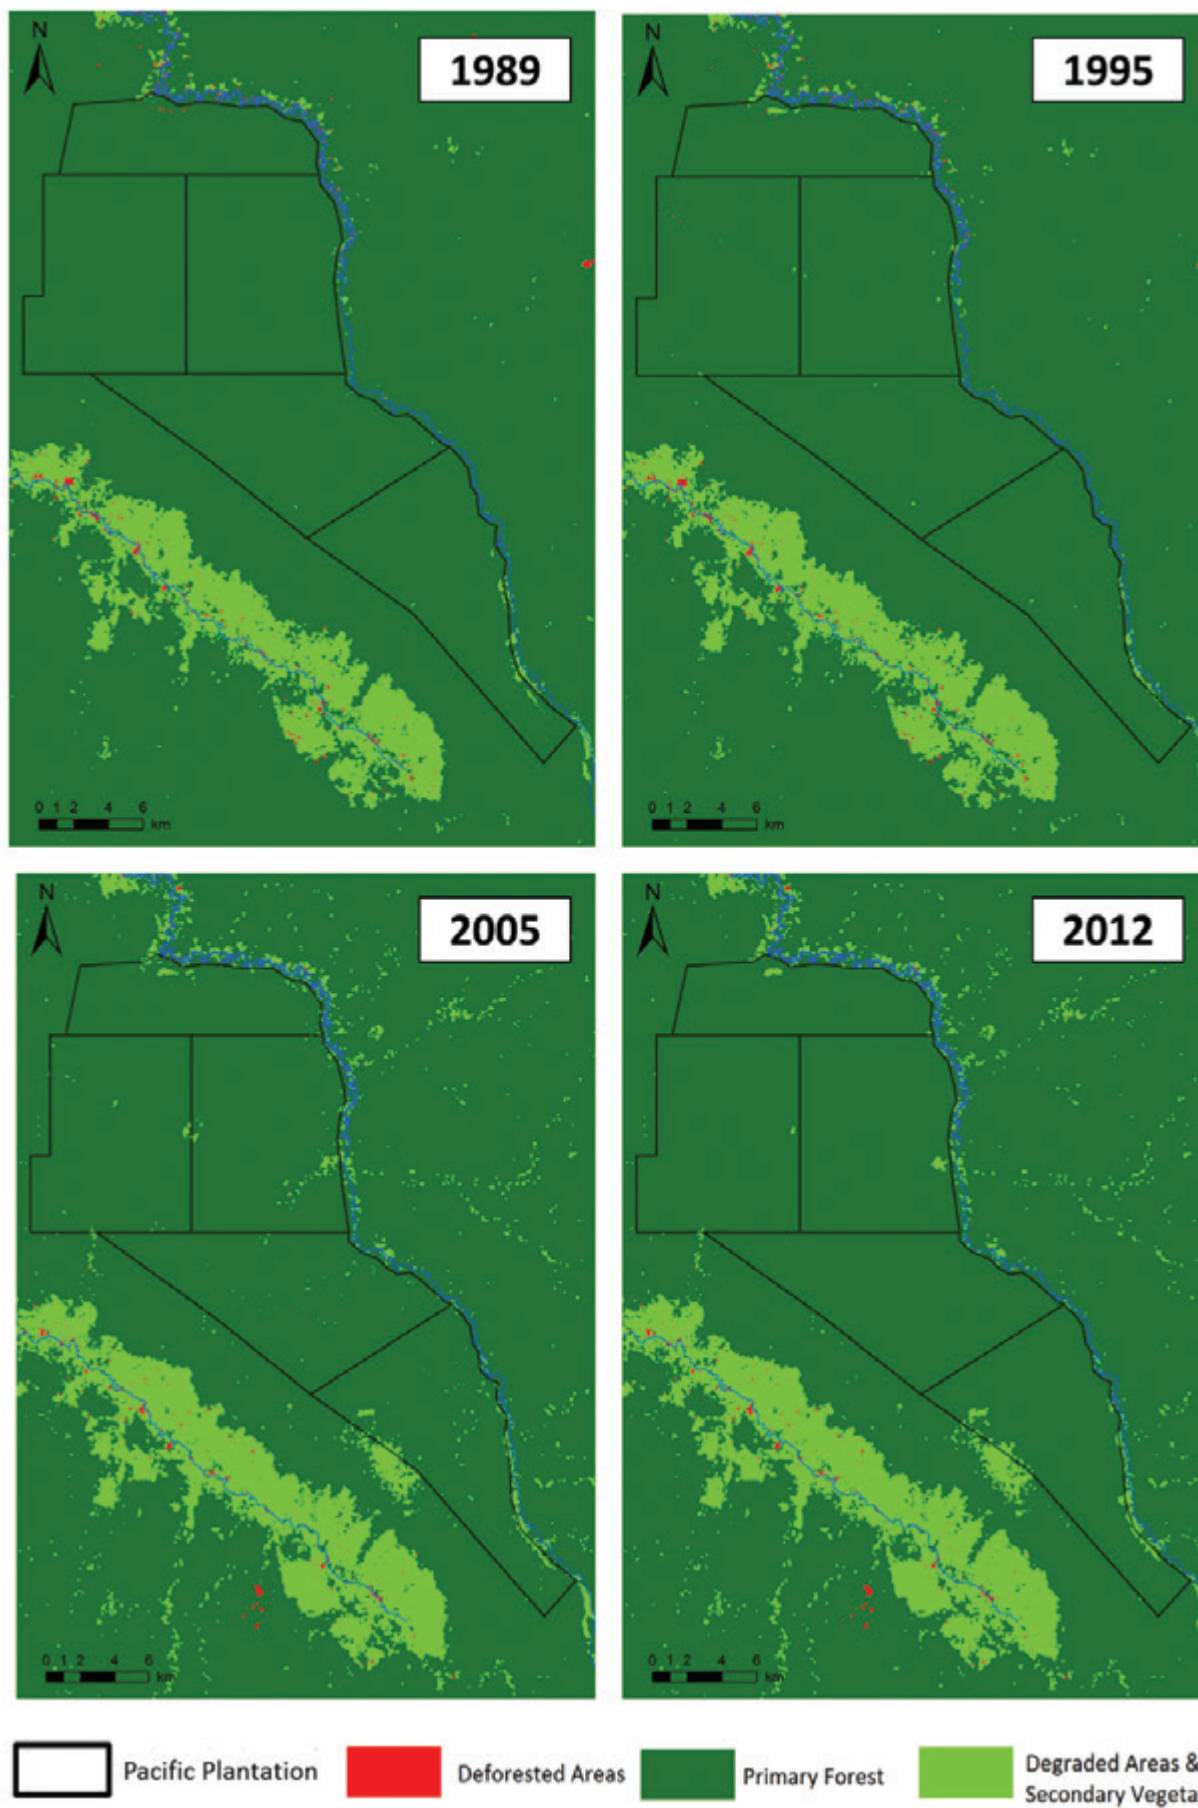 N
1989
N
1995
0 1 2 4 6
km
0 1 2 4 6
km
N
2005
N
2012
0 1 2 4 6
km
0 1 2 4 6
km
Pacific Plantation
Deforested Areas
Primary Forest
Degraded Areas &
Secondary Vegeta